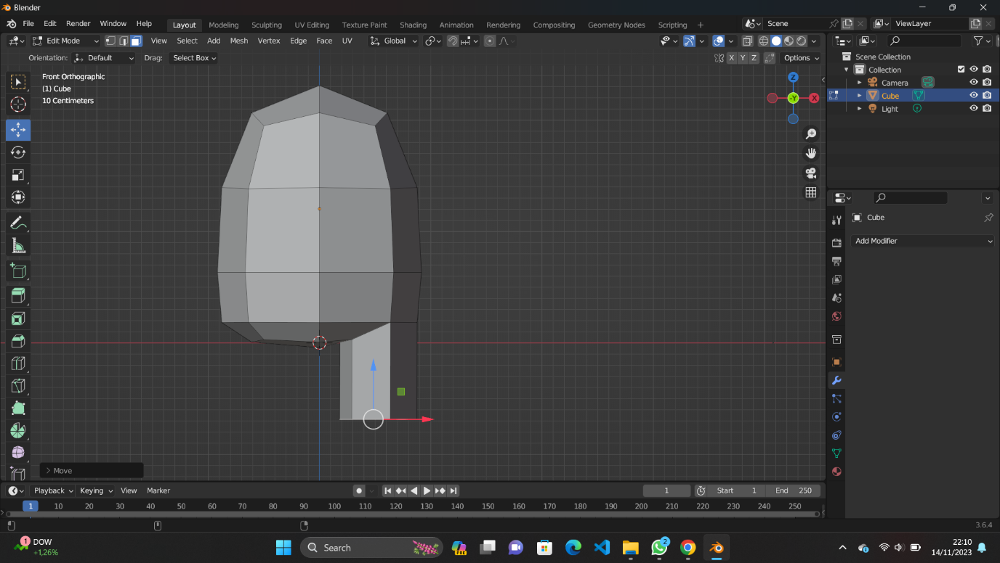 Blender
File Edit Render Window Help Layout Modeling Sculpting UV Editing Texture Paint Shading Animation Rendering Compositing Geometry Nodes Scripting + Scene ViewLayer
Edit Mode View Select Add Mesh Vertex Edge Face UV Global
Orientation: Default Drag: Select Box X Y Z Options
Front Orthographic
(1) Cube
10 Centimeters
Z
-Y X
Scene Collection
Collection
Camera
Cube
Light
Cube
Add Modifier
Move
Playback Keying View Marker 1 Start 1 End 250
1 10 20 30 40 50 60 70 80 90 100 110 120 130 140 150 160 170 180 190 200 210 220 230 240 250
3.6.4
1 DOW
+1,26%
Search
PRE
2
22:10
14/11/2023